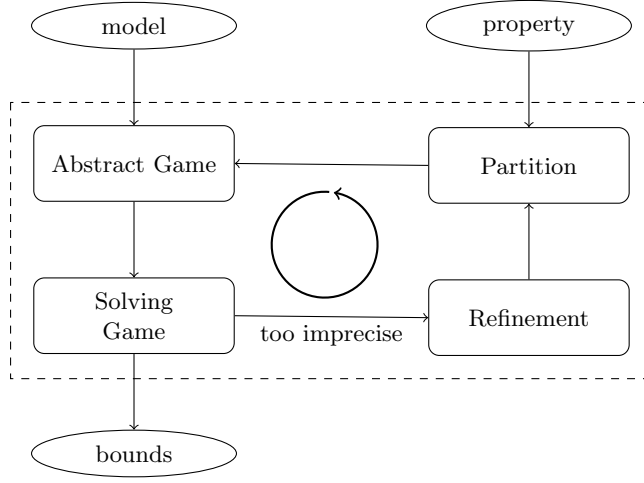 model
property
Abstract Game
Partition
Solving
Game
too imprecise
Refinement
bounds